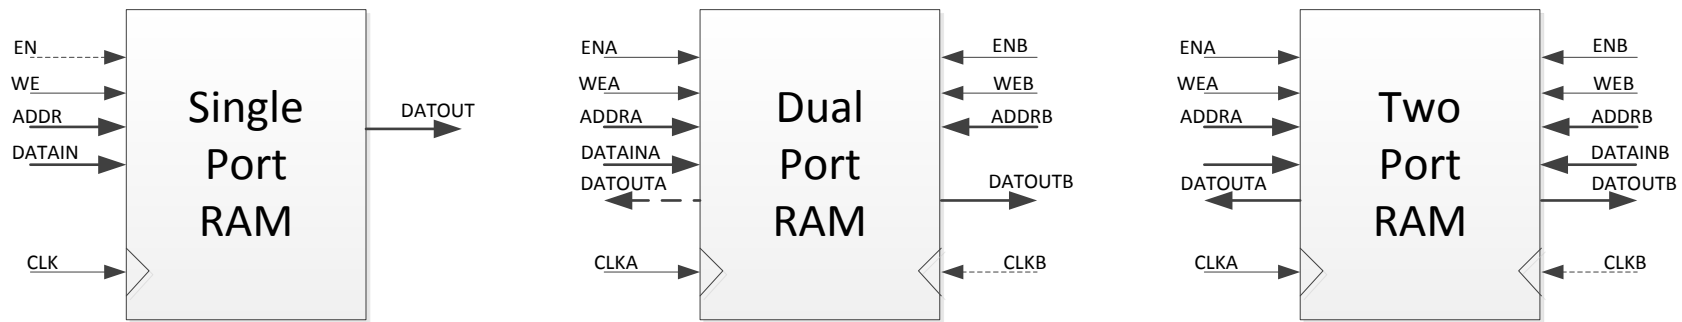 EN
WE
ADDR
DATAIN
CLK
Single
Port
RAM
DATOUT
ENA
WEA
ADDRA
DATAINA
DATOUTA
CLKA
Dual
Port
RAM
ENB
WEB
ADDRB
DATOUTB
CLKB
ENA
WEA
ADDRA
DATOUTA
CLKA
Two
Port
RAM
ENB
WEB
ADDRB
DATAINB
DATOUTB
CLKB